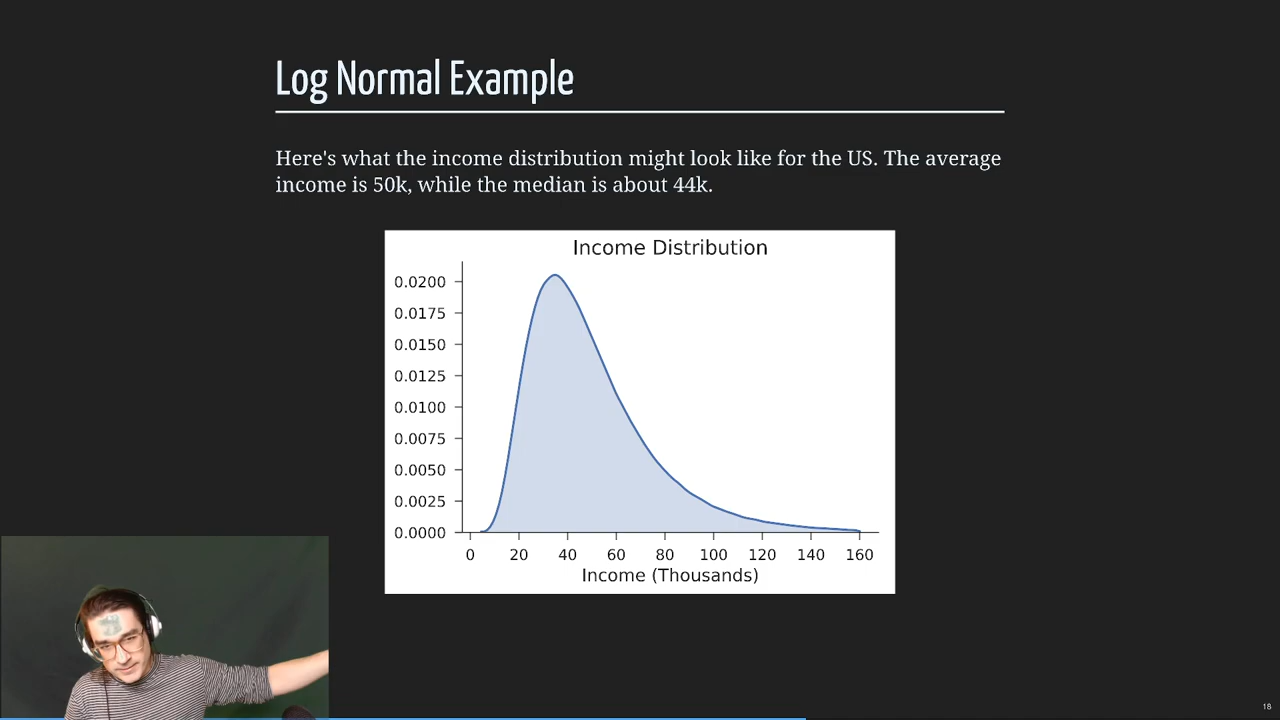 Log Normal Example
Here's what the income distribution might look like for the US. The average
income is 50k, while the median is about 44k.
Income Distribution
0.0200
0.0175
0.0150
0.0125
0.0100
0.0075
0.0050
0.0025
0.0000
0 20 40 60 80 100 120 140 160
Income (Thousands)
18